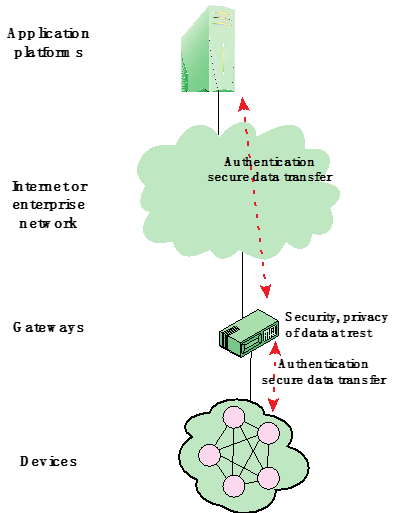 Application
platforms
Authentication
secure data transfer
Internet or
enterprise
network
Security, privacy
of data at rest
Gateways
Authentication
secure data transfer
Devices